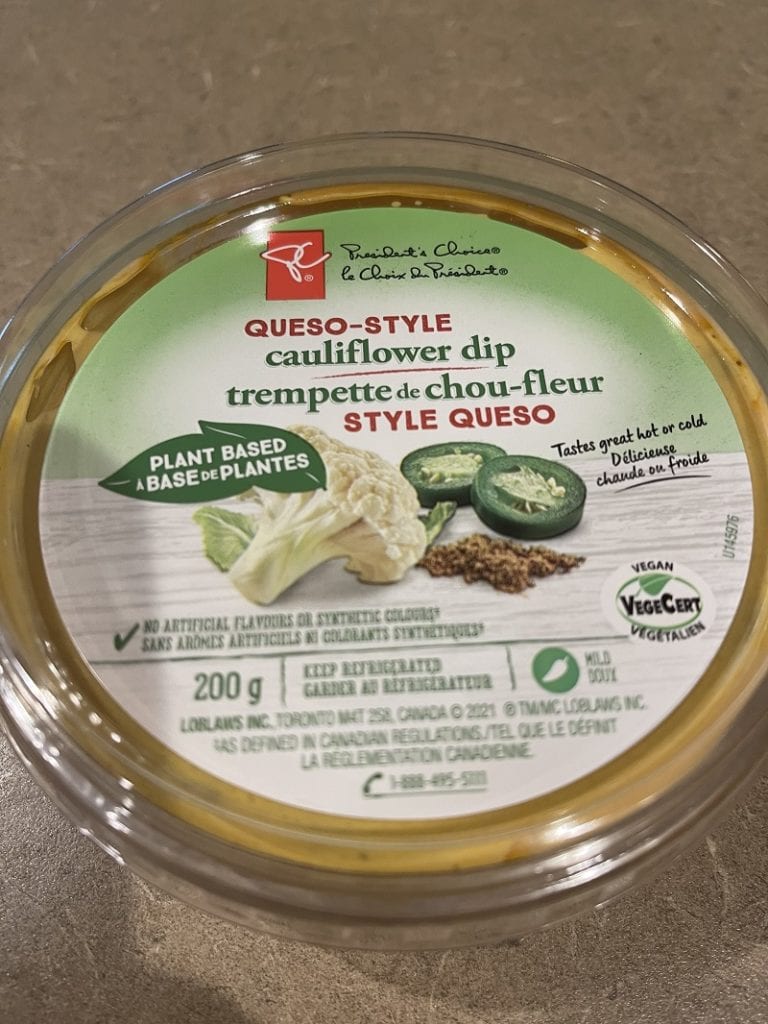 PC®
President's Choice®
le Choix du Président®
QUESO-STYLE
cauliflower dip
trempette de chou-fleur
STYLE QUESO
PLANT BASED
À BASE DE PLANTES
Tastes great hot or cold
Délicieuse
chaude ou froide
U145976
VEGAN
VEGECERT
VÉGÉTALIEN
NO ARTIFICIAL FLAVOURS OR SYNTHETIC COLOURS‡
SANS ARÔMES ARTIFICIELS NI COLORANTS SYNTHÉTIQUES‡
200 g
KEEP REFRIGERATED
GARDER AU RÉFRIGÉRATEUR
MILD
DOUX
LOBLAWS INC., TORONTO M4T 2S8, CANADA © 2021 ®TM/MC LOBLAWS INC.
‡AS DEFINED IN CANADIAN REGULATIONS./TEL QUE LE DÉFINIT
LA RÉGLEMENTATION CANADIENNE.
1-888-495-5111